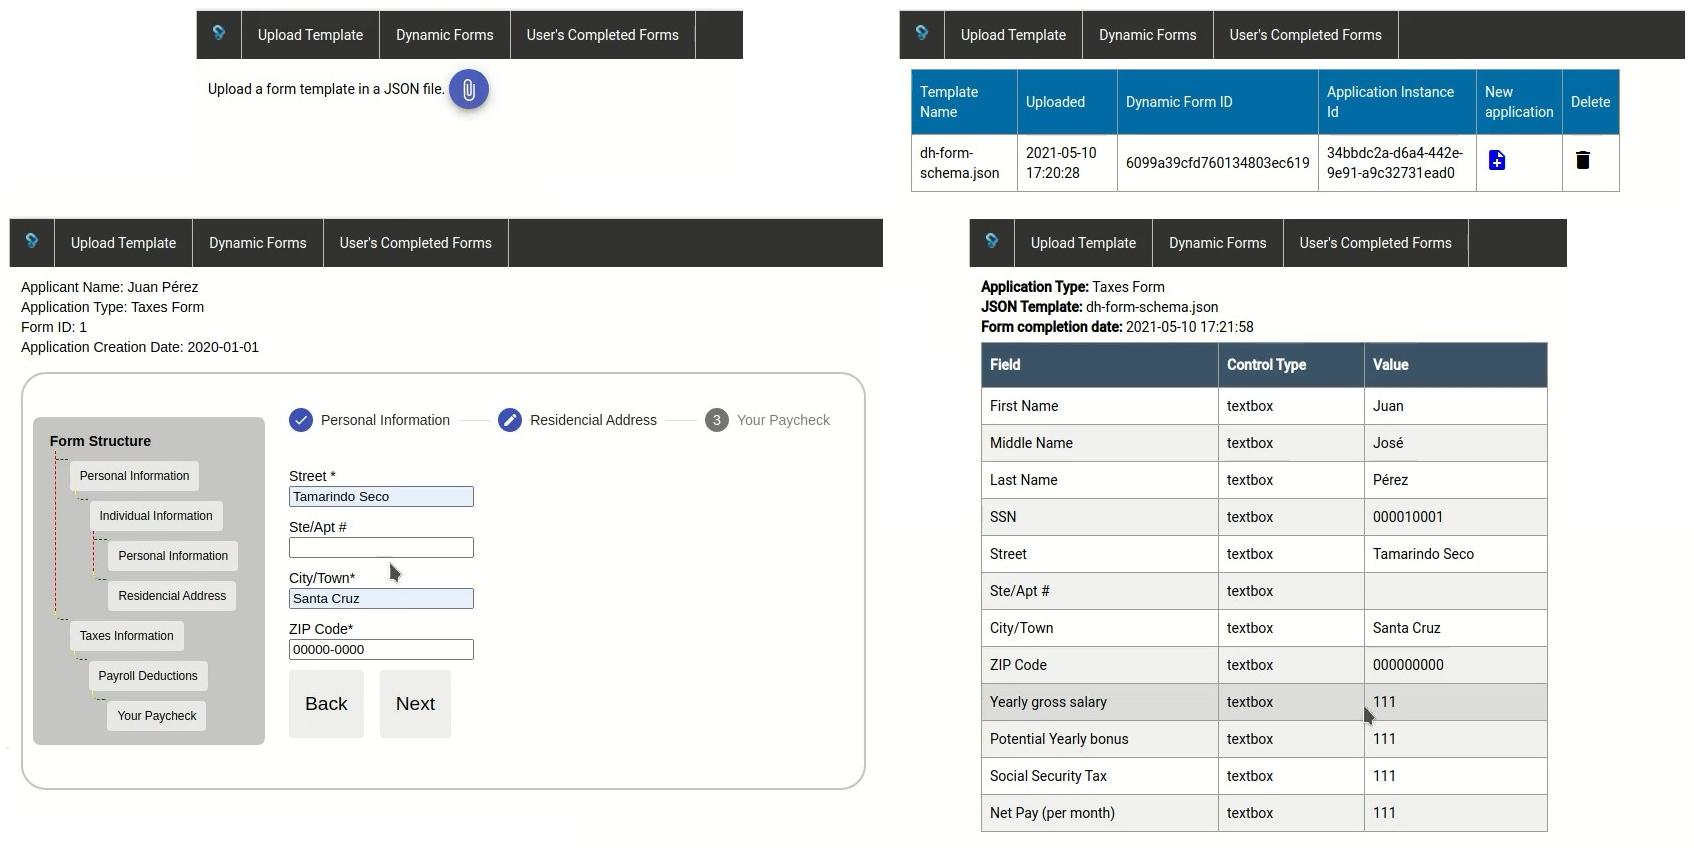 Upload Template
Dynamic Forms
User's Completed Forms
Upload a form template in a JSON file.
Upload Template
Dynamic Forms
User's Completed Forms
Template Name
Uploaded
Dynamic Form ID
Application Instance Id
New application
Delete
dh-form-schema.json
2021-05-10 17:20:28
6099a39cfd760134803ec619
34bbdc2a-d6a4-442e-9e91-a9c32731ead0
Upload Template
Dynamic Forms
User's Completed Forms
Applicant Name: Juan Pérez
Application Type: Taxes Form
Form ID: 1
Application Creation Date: 2020-01-01
Form Structure
Personal Information
Individual Information
Personal Information
Residencial Address
Taxes Information
Payroll Deductions
Your Paycheck
Personal Information
Residencial Address
3 Your Paycheck
Street *
Tamarindo Seco
Ste/Apt #
City/Town*
Santa Cruz
ZIP Code*
00000-0000
Back
Next
Upload Template
Dynamic Forms
User's Completed Forms
Application Type: Taxes Form
JSON Template: dh-form-schema.json
Form completion date: 2021-05-10 17:21:58
Field Control Type Value
First Name textbox Juan
Middle Name textbox José
Last Name textbox Pérez
SSN textbox 000010001
Street textbox Tamarindo Seco
Ste/Apt # textbox
City/Town textbox Santa Cruz
ZIP Code textbox 000000000
Yearly gross salary textbox 111
Potential Yearly bonus textbox 111
Social Security Tax textbox 111
Net Pay (per month) textbox 111